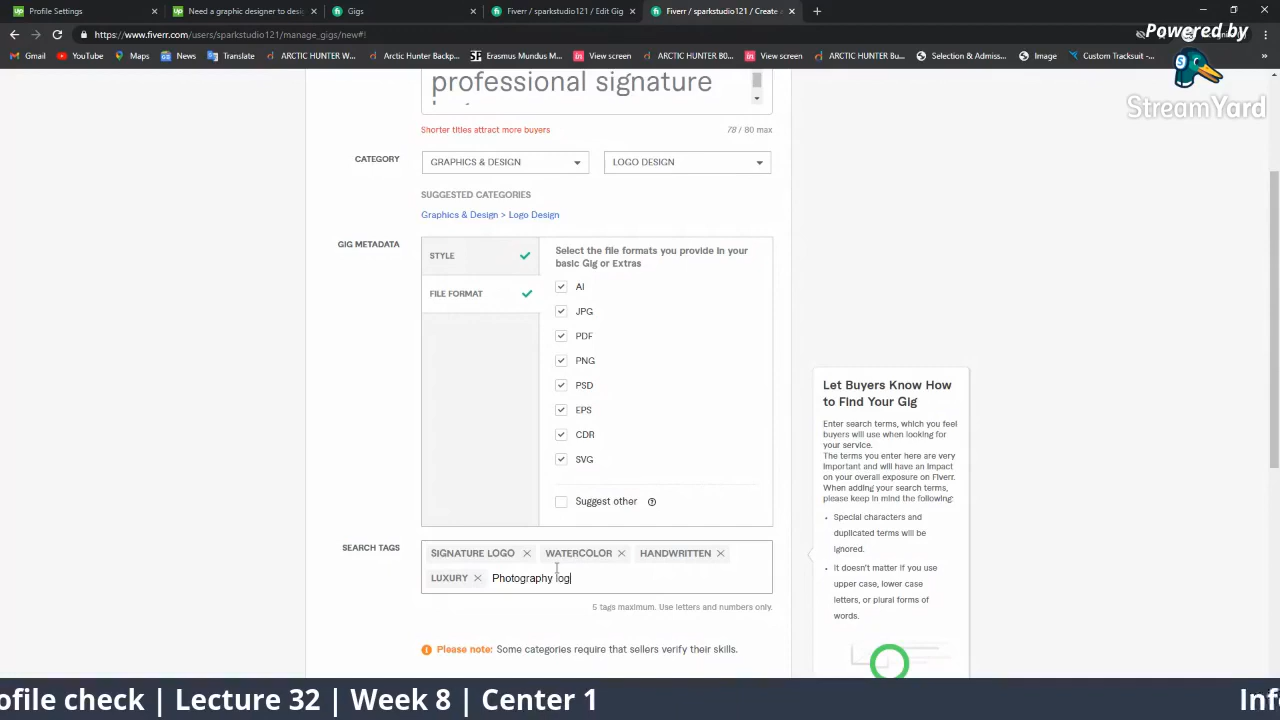 Profile Settings
Need a graphic designer to desi
Gigs
Fiverr / sparkstudio121 / Edit Gig
Fiverr / sparkstudio121 / Create
https://www.fiverr.com/users/sparkstudio121/manage_gigs/new#!
Powered by
Gmail
YouTube
Maps
News
Translate
ARCTIC HUNTER W...
Arctic Hunter Backp...
Erasmus Mundus M...
View screen
ARCTIC HUNTER 80...
View screen
ARCTIC HUNTER BO...
Selection & Admiss...
Image
Custom Tracksuit -...
StreamYard
professional signature
Shorter titles attract more buyers
78 / 80 max
CATEGORY
GRAPHICS & DESIGN
LOGO DESIGN
SUGGESTED CATEGORIES
Graphics & Design > Logo Design
GIG METADATA
STYLE
FILE FORMAT
Select the file formats you provide in your
basic Gig or Extras
AI
JPG
PDF
PNG
PSD
EPS
CDR
SVG
Suggest other
Let Buyers Know How
to Find Your Gig
Enter search terms, which you feel
buyers will use when looking for
your service.
The terms you enter here are very
important and will have an impact
on your overall exposure on Fiverr.
When adding your search terms,
please keep in mind the following:
• Special characters and
duplicated terms will be
ignored.
• It doesn't matter if you use
upper case, lower case
letters, or plural forms of
words.
SEARCH TAGS
SIGNATURE LOGO
WATERCOLOR
HANDWRITTEN
LUXURY
Photography log
5 tags maximum. Use letters and numbers only.
Please note: Some categories require that sellers verify their skills.
ofile check | Lecture 32 | Week 8 | Center 1
Inf